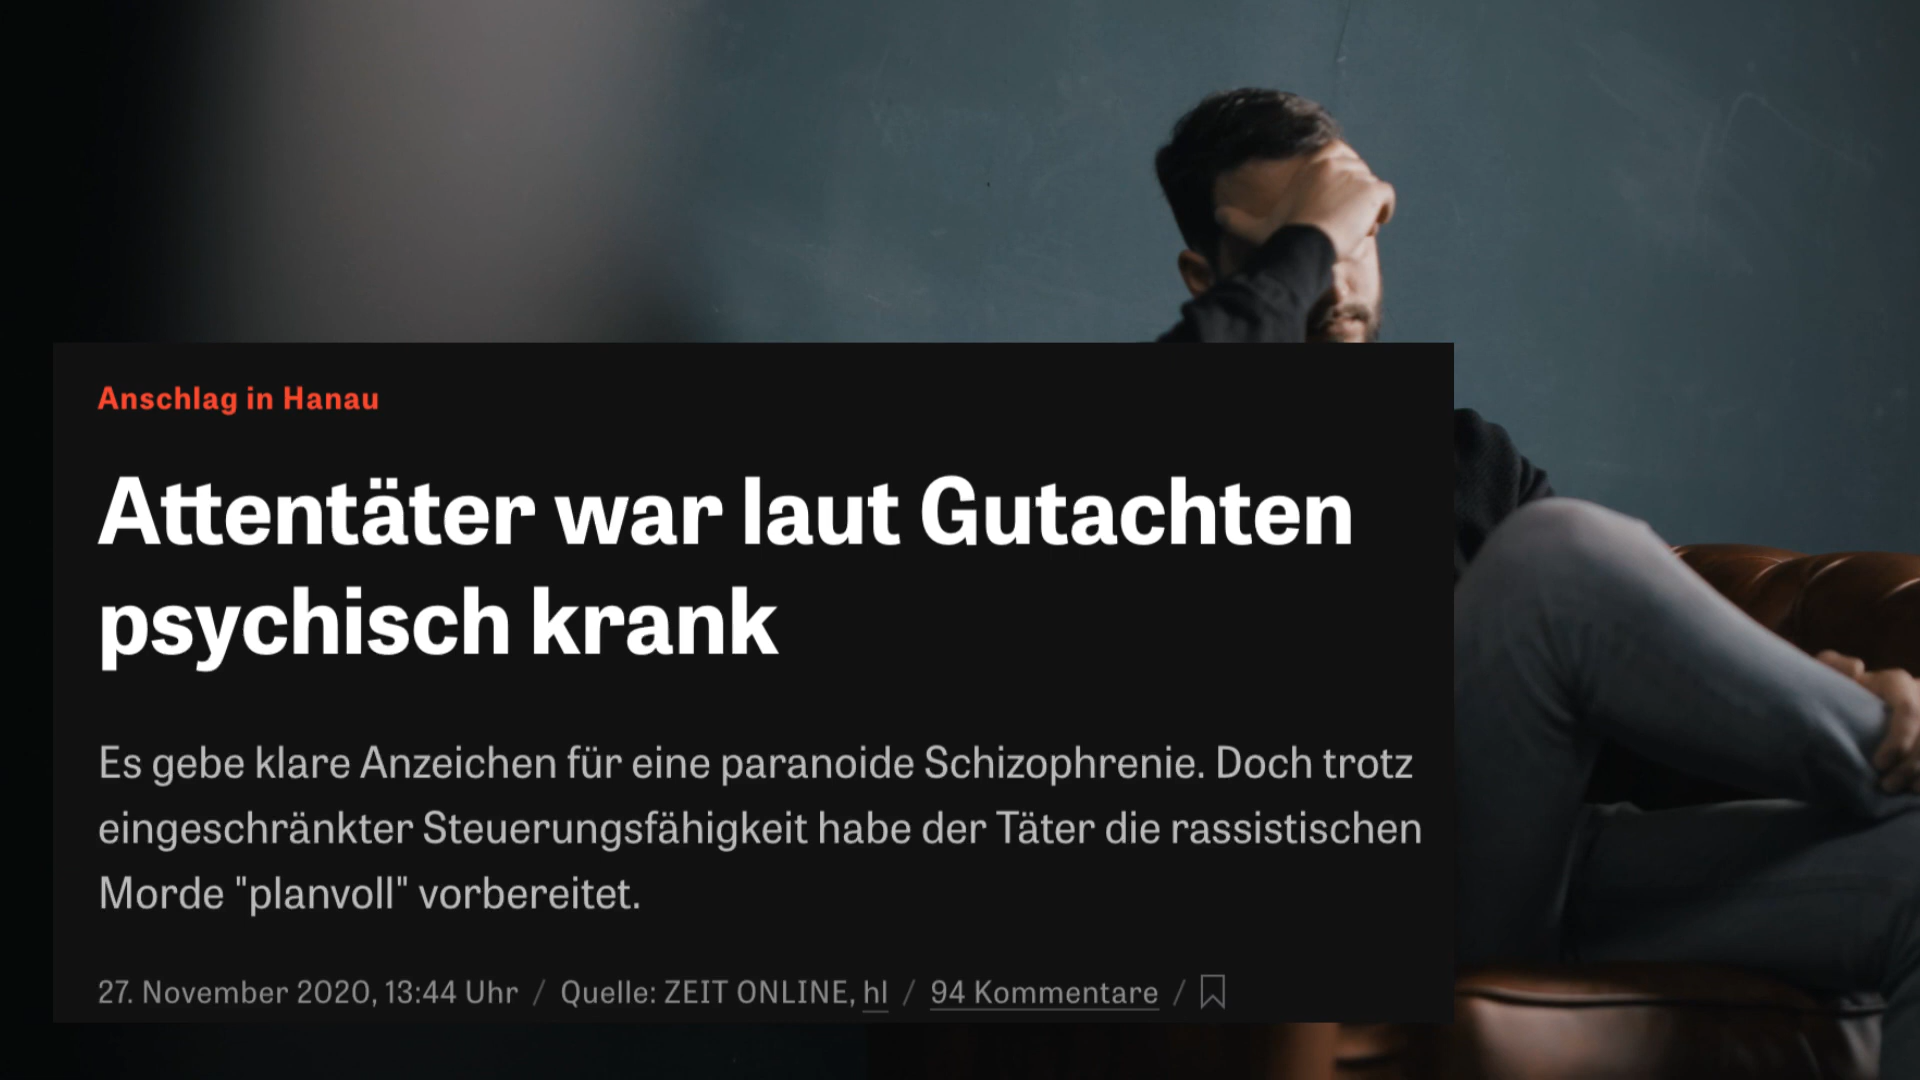 Anschlag in Hanau
Attentäter war laut Gutachten
psychisch krank
Es gebe klare Anzeichen für eine paranoide Schizophrenie. Doch trotz
eingeschränkter Steuerungsfähigkeit habe der Täter die rassistischen
Morde "planvoll" vorbereitet.
27. November 2020, 13:44 Uhr / Quelle: ZEIT ONLINE, hl / 94 Kommentare /